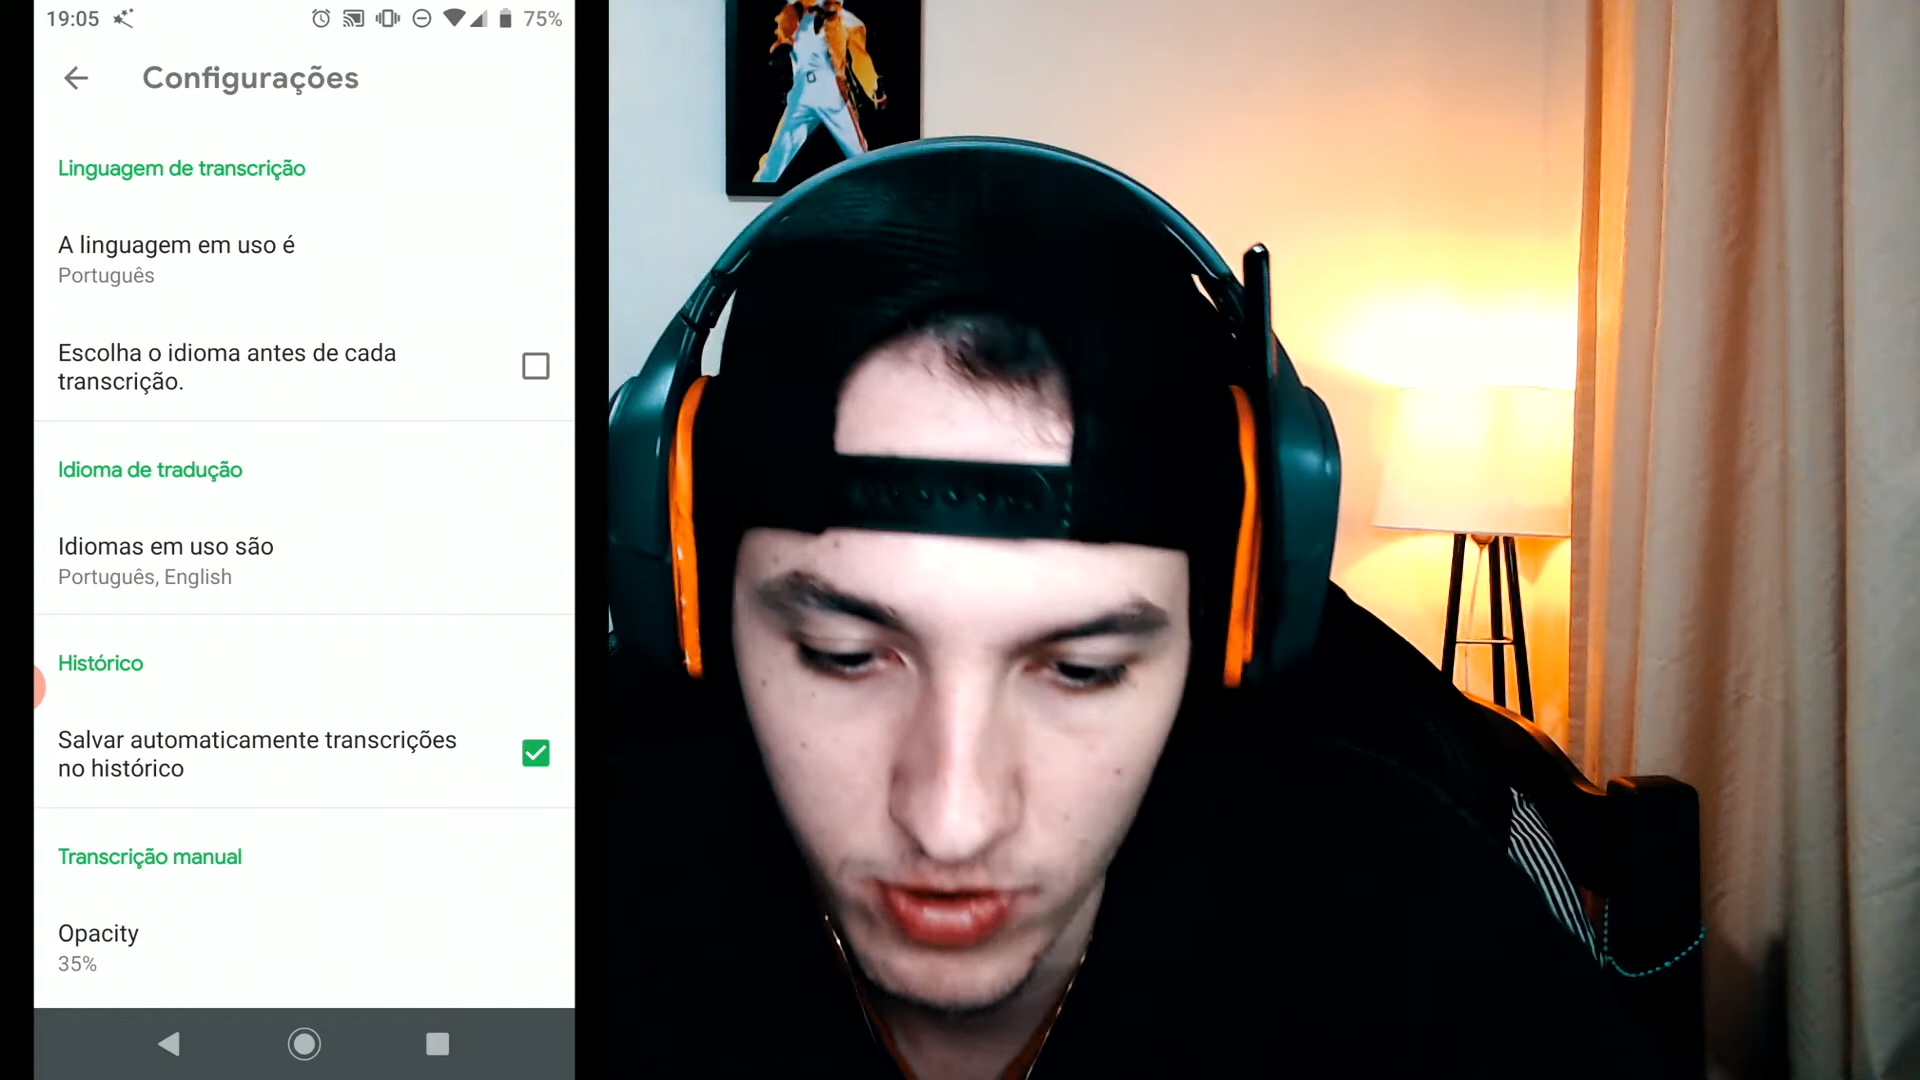 19:05
75%
Configurações
Linguagem de transcrição
A linguagem em uso é
Português
Escolha o idioma antes de cada
transcrição.
Idioma de tradução
Idiomas em uso são
Português, English
Histórico
Salvar automaticamente transcrições
no histórico
Transcrição manual
Opacity
35%